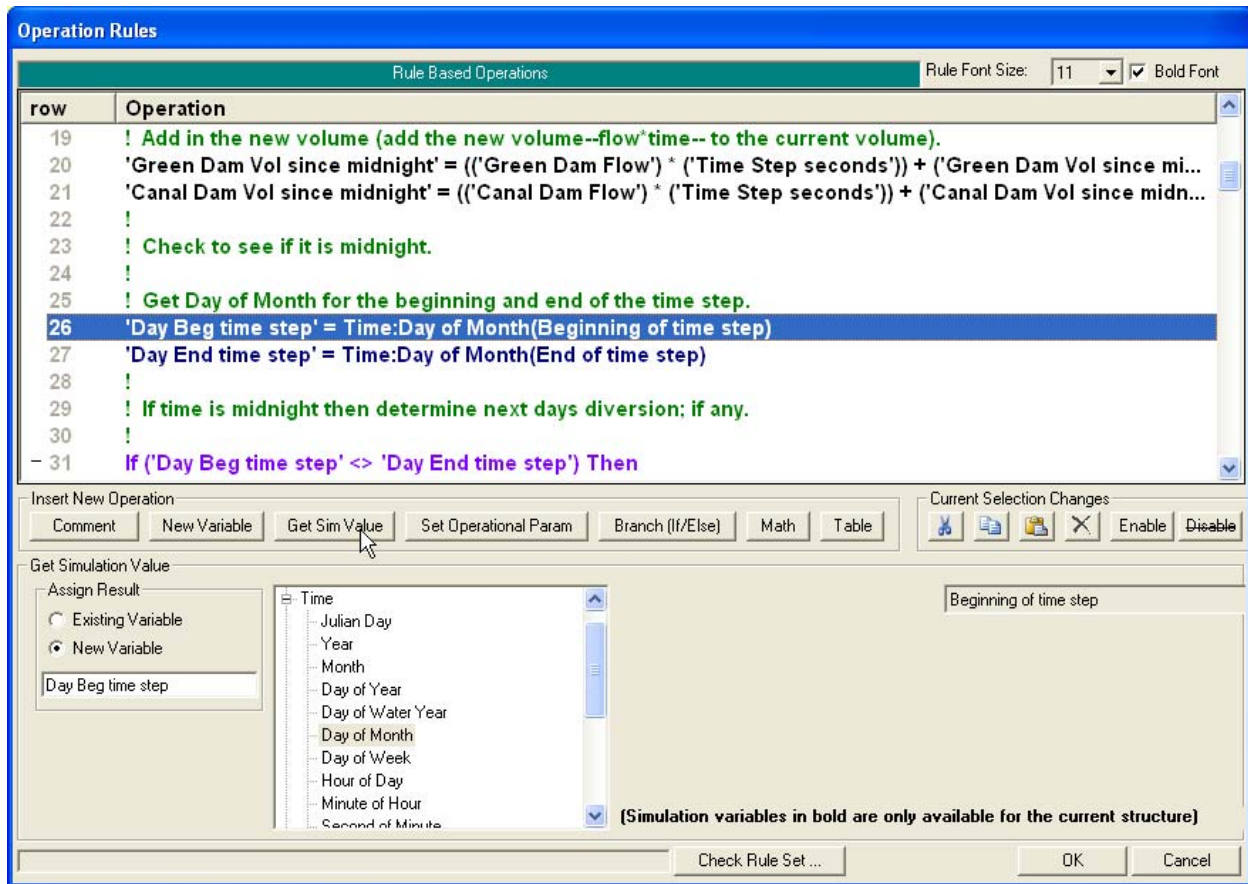 Operation Rules
Rule Based Operations
Rule Font Size: 11 Bold Font
row Operation
19 ! Add in the new volume (add the new volume--flow*time-- to the current volume).
20 'Green Dam Vol since midnight' = (('Green Dam Flow') * ('Time Step seconds')) + ('Green Dam Vol since mi...
21 'Canal Dam Vol since midnight' = (('Canal Dam Flow') * ('Time Step seconds')) + ('Canal Dam Vol since midn...
22 !
23 ! Check to see if it is midnight.
24 !
25 ! Get Day of Month for the beginning and end of the time step.
26 'Day Beg time step' = Time:Day of Month(Beginning of time step)
27 'Day End time step' = Time:Day of Month(End of time step)
28 !
29 ! If time is midnight then determine next days diversion; if any.
30 !
31 If ('Day Beg time step' <> 'Day End time step') Then
Insert New Operation
Comment New Variable Get Sim Value Set Operational Param Branch (If/Else) Math Table
Current Selection Changes
Enable Disable
Get Simulation Value
Assign Result
Existing Variable
New Variable
Day Beg time step
Time
Julian Day
Year
Month
Day of Year
Day of Water Year
Day of Month
Day of Week
Hour of Day
Minute of Hour
Second of Minute
Beginning of time step
(Simulation variables in bold are only available for the current structure)
Check Rule Set ... OK Cancel